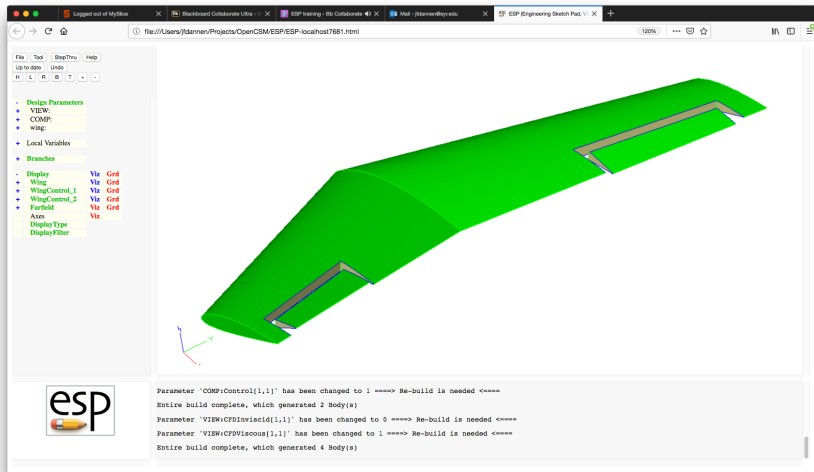 Logged out of MySlice
Blackboard Collaborate Ultra –
ESP training - Bb Collaborate
Mail - jfdannen@syr.edu
ESP (Engineering Sketch Pad, V1
file:///Users/jfdannen/Projects/OpenCSM/ESP/ESP-localhost7681.html
120%
File Tool StepThru Help
Up to date Undo
H L R B T + -
- Design Parameters
+ VIEW:
+ COMP:
+ wing:
+ Local Variables
+ Branches
- Display Viz Grd
+ Wing Viz Grd
+ WingControl_1 Viz Grd
+ WingControl_2 Viz Grd
+ Farfield Viz Grd
Axes Viz
DisplayType
DisplayFilter
esp
Parameter 'COMP:Control[1,1]' has been changed to 1 ====> Re-build is needed <====
Entire build complete, which generated 2 Body(s)
Parameter 'VIEW:CFDInviscid[1,1]' has been changed to 0 ====> Re-build is needed <====
Parameter 'VIEW:CFDViscous[1,1]' has been changed to 1 ====> Re-build is needed <====
Entire build complete, which generated 4 Body(s)